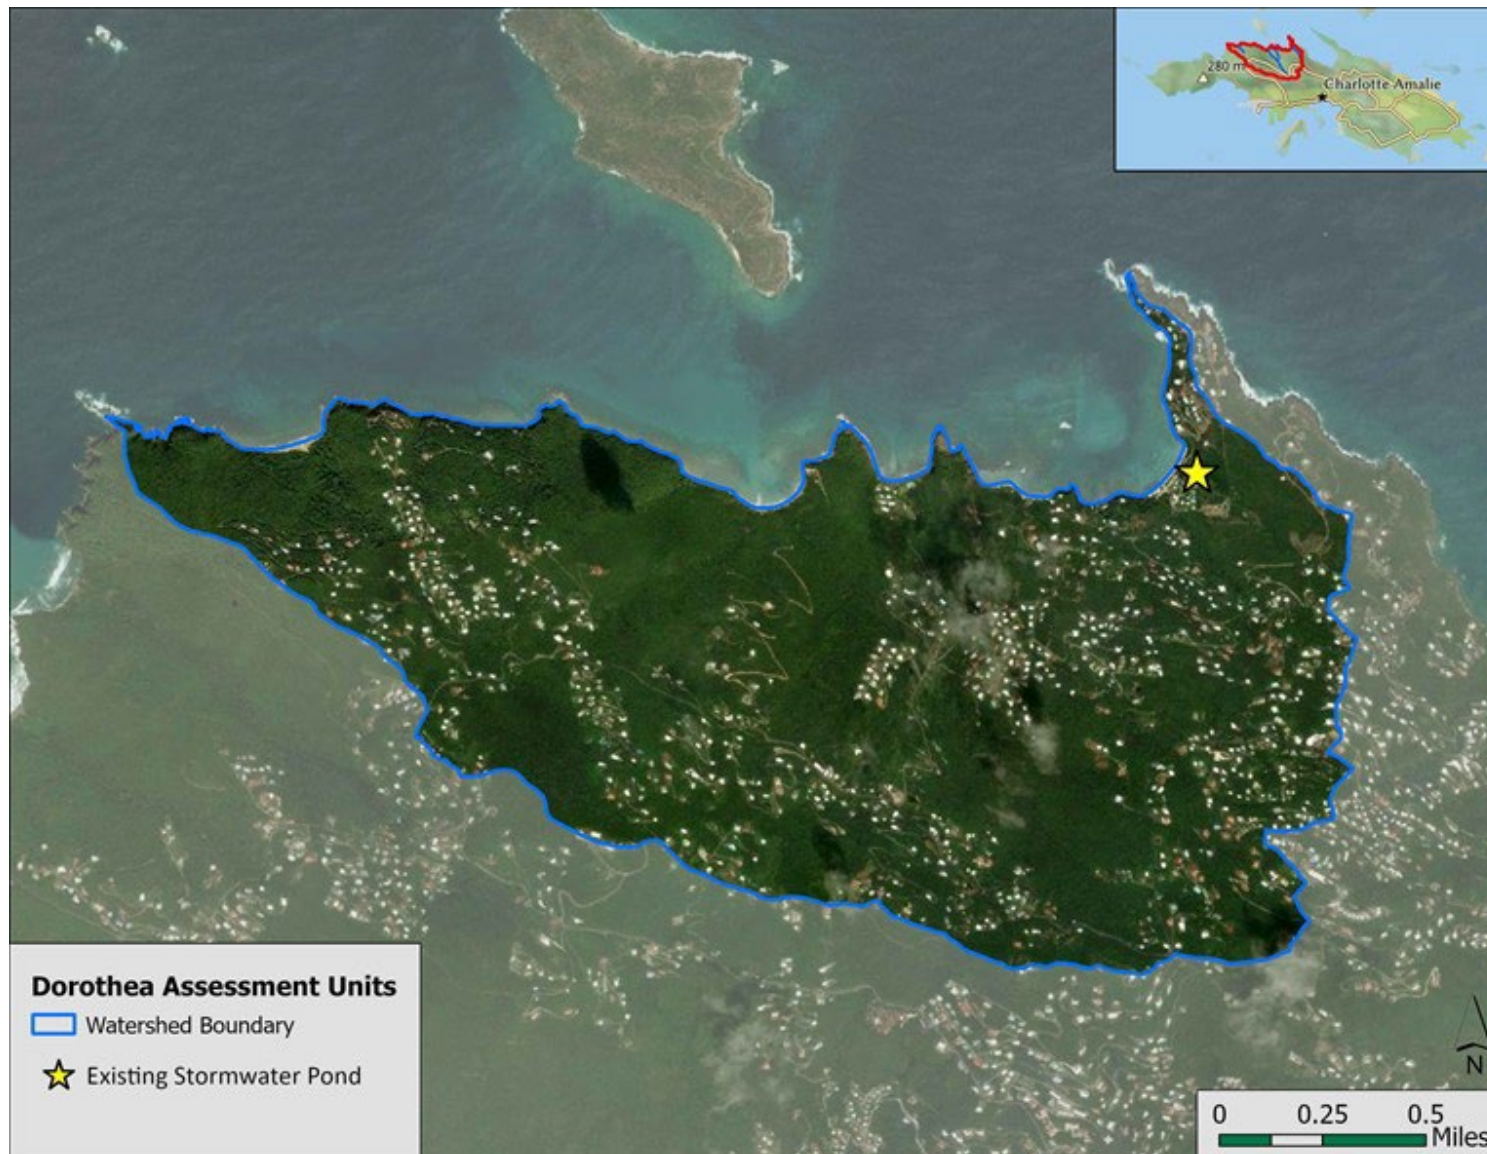 280 m
Charlotte Amalie
Dorothea Assessment Units
Watershed Boundary
Existing Stormwater Pond
N
0 0.25 0.5
Miles